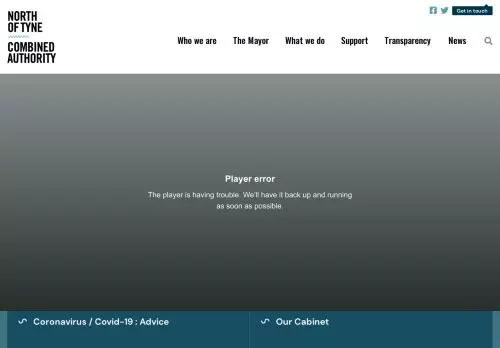 NORTH
OF TYNE
COMBINED
AUTHORITY
Get in touch
Who we are The Mayor What we do Support Transparency News
Player error
The player is having trouble. We'll have it back up and running
as soon as possible.
Coronavirus / Covid-19 : Advice
Our Cabinet